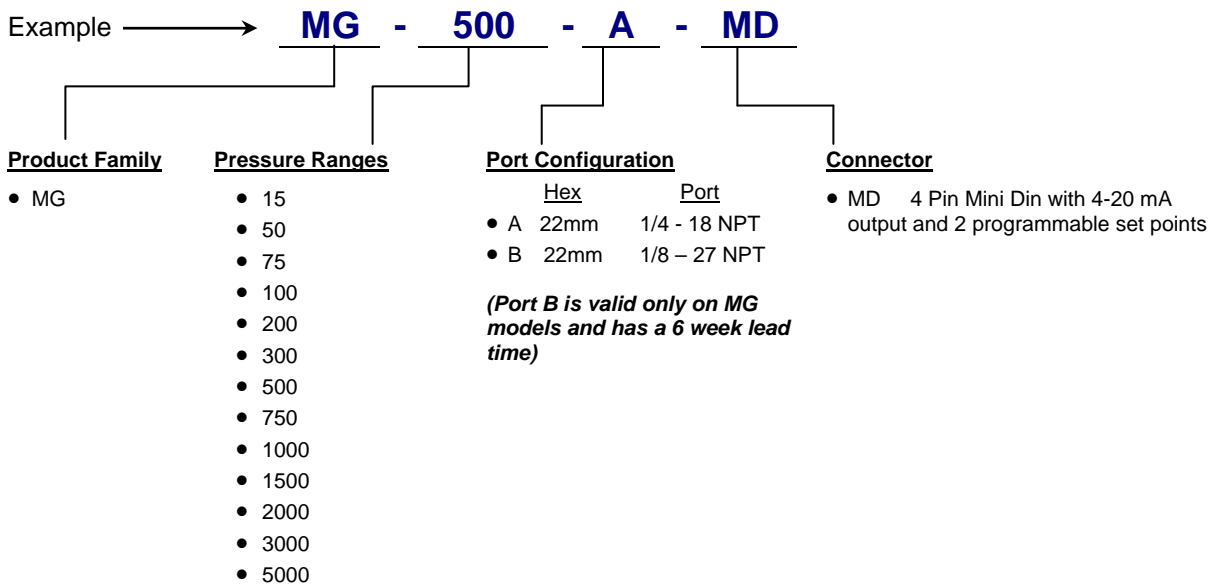 Example MG - 500 - A - MD
Product Family
• MG
Pressure Ranges
• 15
• 50
• 75
• 100
• 200
• 300
• 500
• 750
• 1000
• 1500
• 2000
• 3000
• 5000
Port Configuration
Hex Port
• A 22mm 1/4 - 18 NPT
• B 22mm 1/8 – 27 NPT
(Port B is valid only on MG
models and has a 6 week lead
time)
Connector
• MD 4 Pin Mini Din with 4-20 mA
output and 2 programmable set points